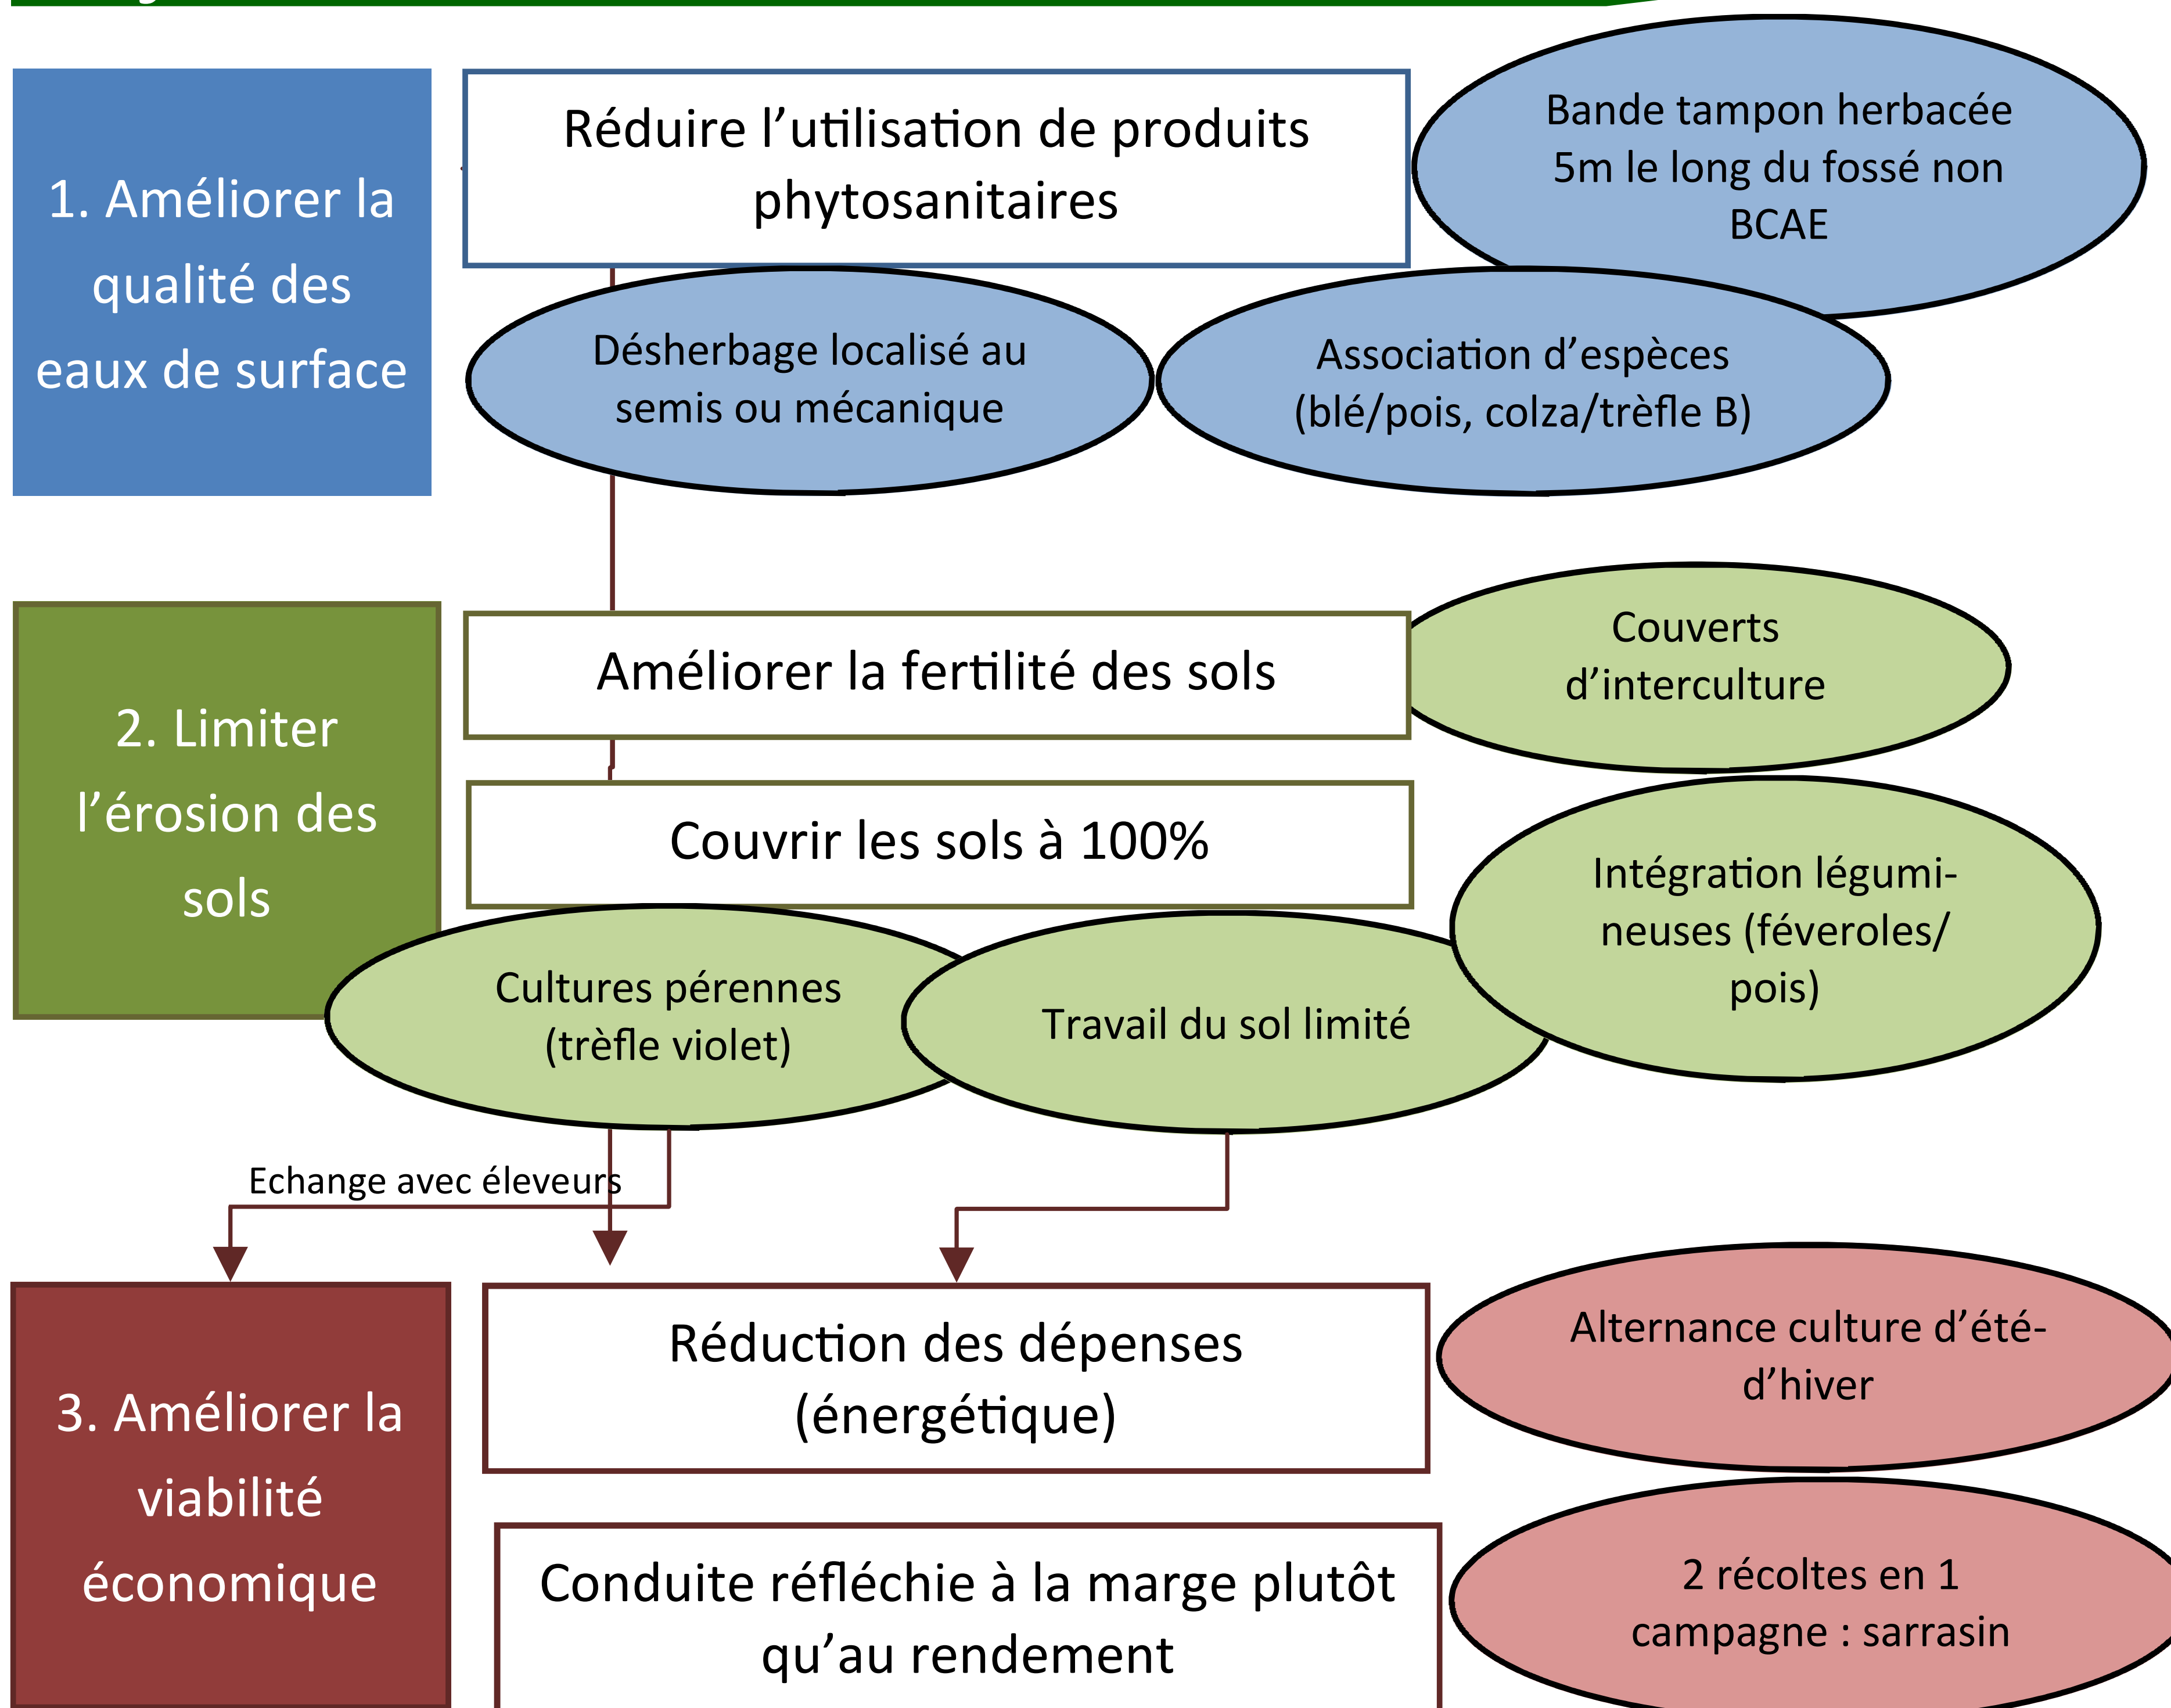 1. Améliorer la
qualité des
eaux de surface
Réduire l’utilisation de produits
phytosanitaires
Bande tampon herbacée
5m le long du fossé non
BCAE
Désherbage localisé au
semis ou mécanique
Association d’espèces
(blé/pois, colza/trèfle B)
2. Limiter
l’érosion des
sols
Améliorer la fertilité des sols
Couverts
d’interculture
Couvrir les sols à 100%
Intégration légumi-
neuses (féveroles/
pois)
Cultures pérennes
(trèfle violet)
Travail du sol limité
Echange avec éleveurs
3. Améliorer la
viabilité
économique
Réduction des dépenses
(énergétique)
Alternance culture d’été-
d’hiver
Conduite réfléchie à la marge plutôt
qu’au rendement
2 récoltes en 1
campagne : sarrasin